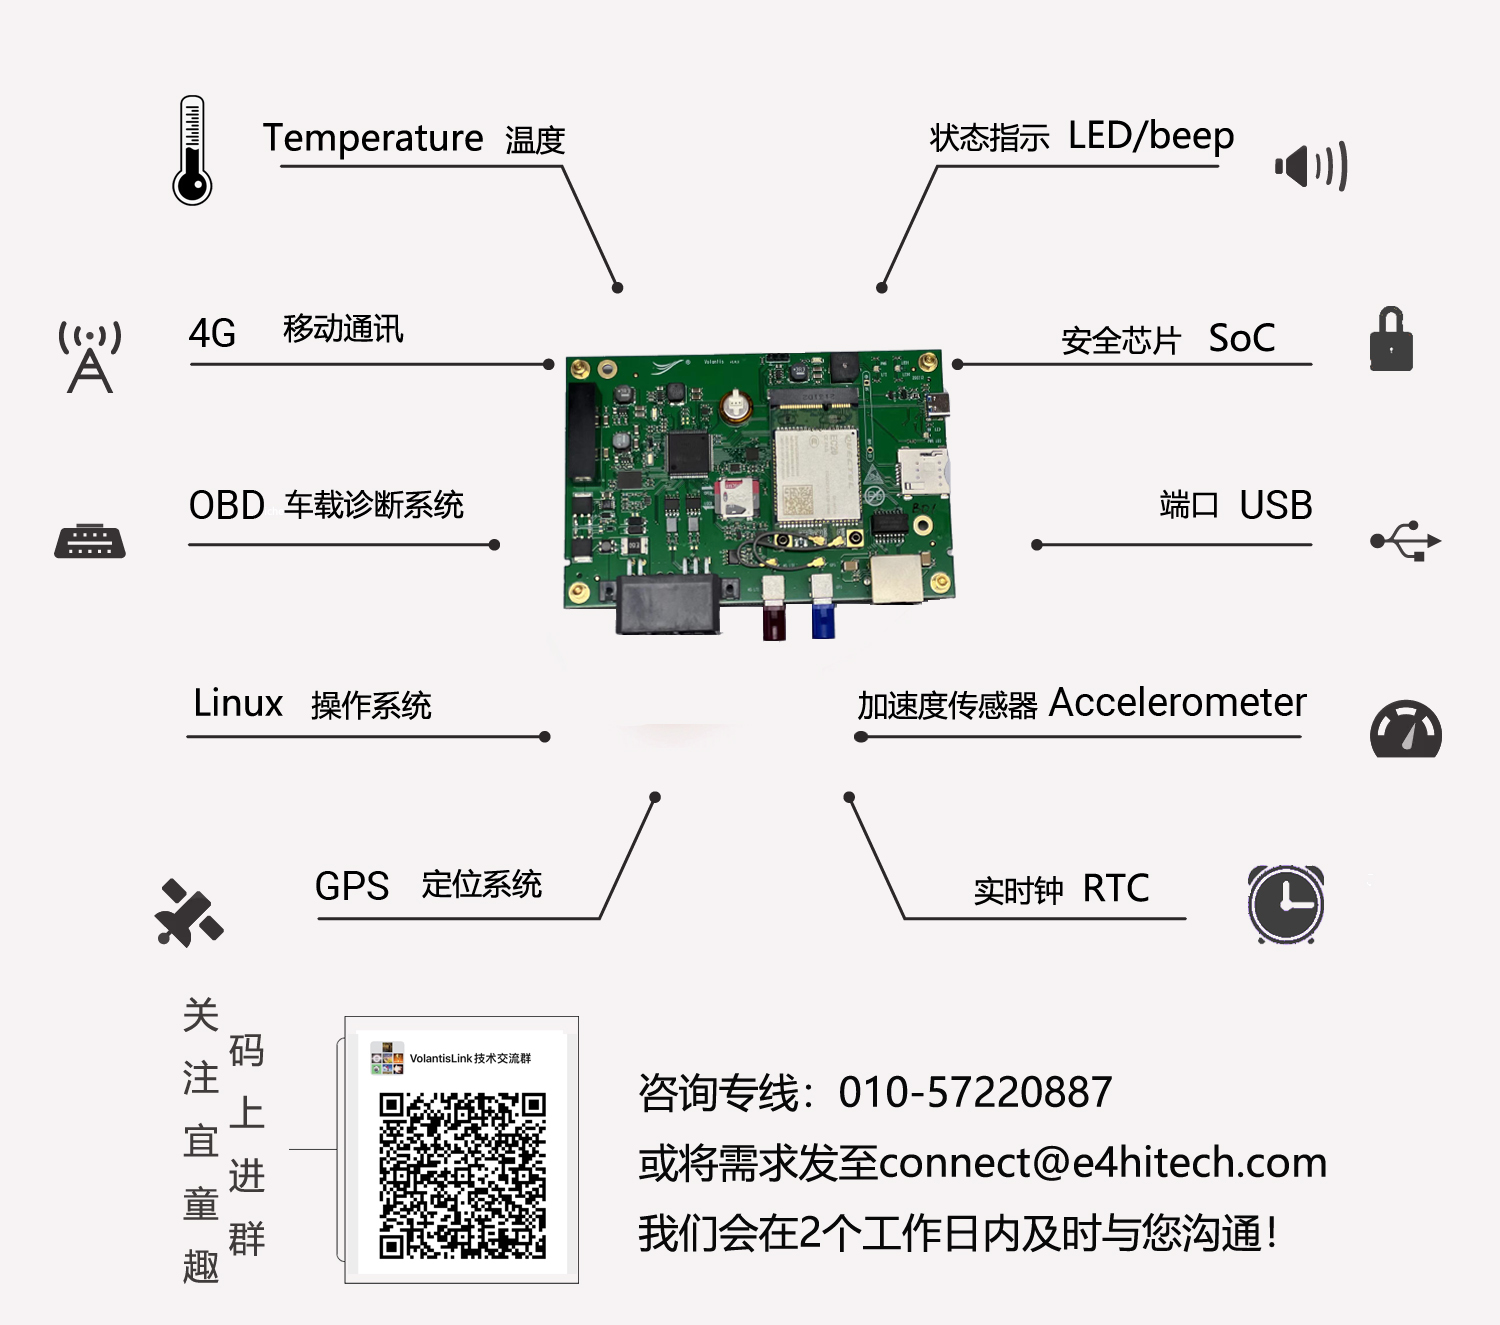 Temperature 温度
状态指示 LED/beep
4G 移动通讯
安全芯片 SoC
OBD 车载诊断系统
端口 USB
Linux 操作系统
加速度传感器 Accelerometer
GPS 定位系统
实时钟 RTC
Volantis
EC20
关注宜童趣
码上进群
VolantisLink技术交流群
咨询专线：010-57220887
或将需求发至connect@e4hitech.com
我们会在2个工作日内及时与您沟通！